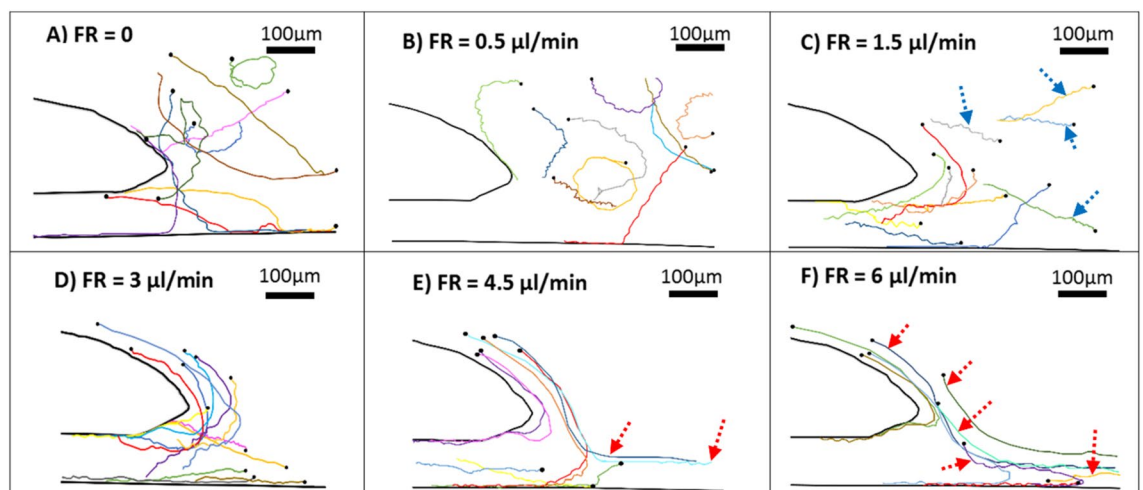 A) FR = 0
100µm
B) FR = 0.5 µl/min
100µm
C) FR = 1.5 µl/min
100µm
D) FR = 3 µl/min
100µm
E) FR = 4.5 µl/min
100µm
F) FR = 6 µl/min
100µm